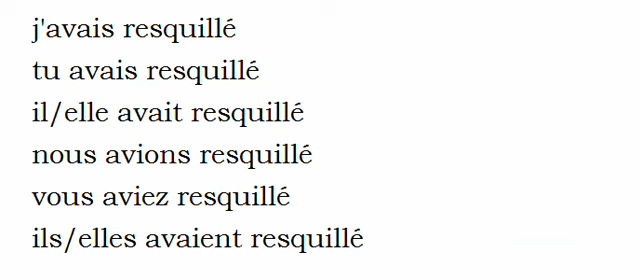 j'avais resquillé
tu avais resquillé
il/elle avait resquillé
nous avions resquillé
vous aviez resquillé
ils/elles avaient resquillé